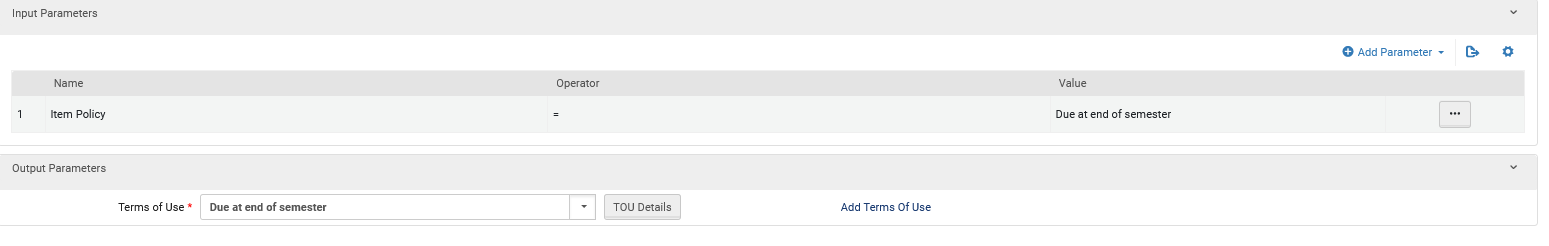 Input Parameters
Add Parameter
Name Operator Value
1 Item Policy = Due at end of semester ...
Output Parameters
Terms of Use * Due at end of semester TOU Details Add Terms Of Use